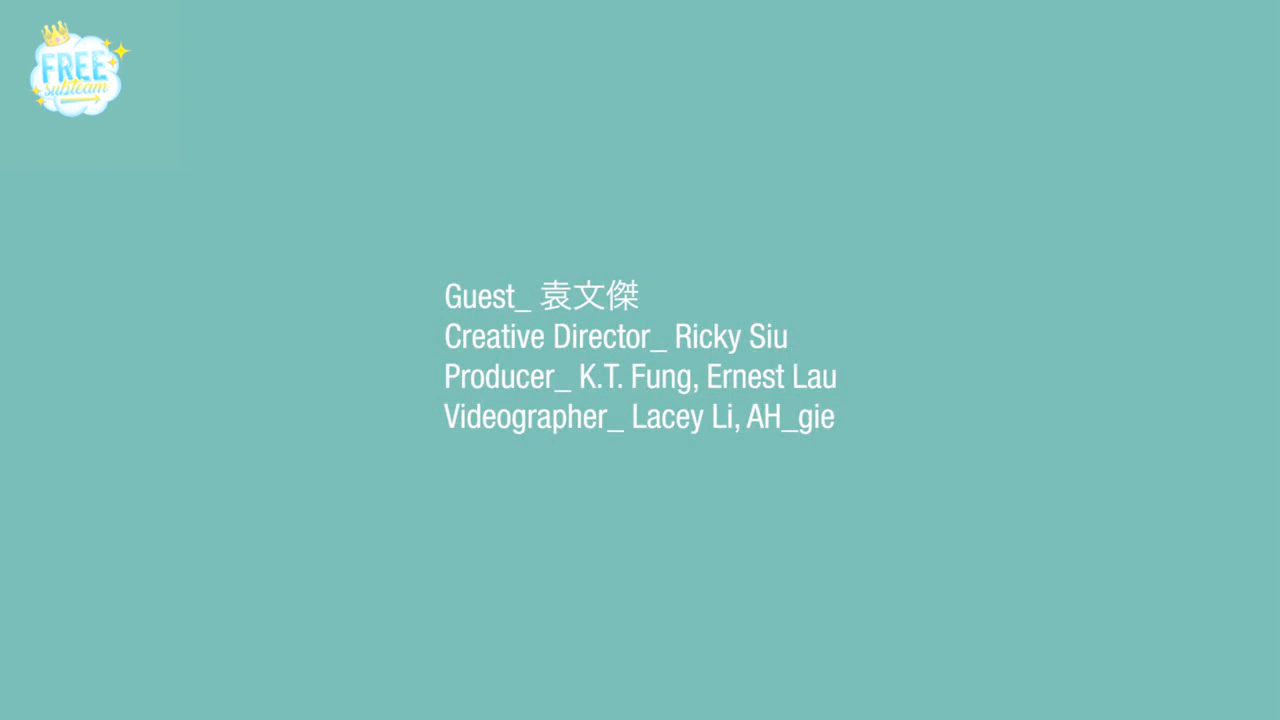 FREE
subteam
Guest_ 袁文傑
Creative Director_ Ricky Siu
Producer_ K.T. Fung, Ernest Lau
Videographer_ Lacey Li, AH_gie